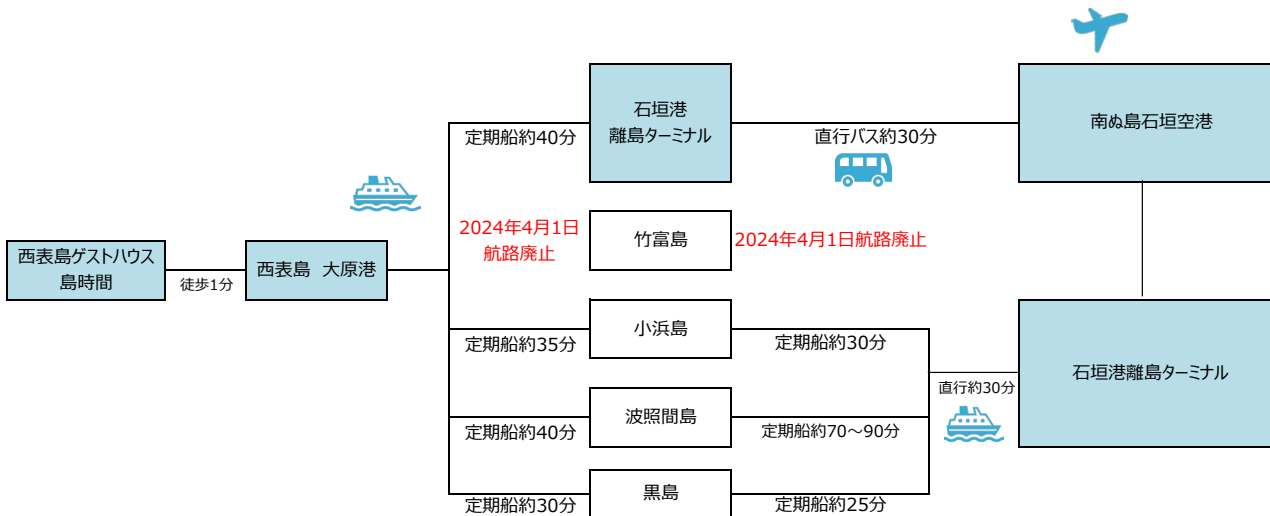 石垣港
離島ターミナル
南ぬ島石垣空港
定期船約40分
直行バス約30分
2024年4月1日
航路廃止
竹富島
2024年4月1日航路廃止
西表島ゲストハウス
島時間
徒歩1分
西表島 大原港
小浜島
定期船約35分
定期船約30分
石垣港離島ターミナル
直行約30分
波照間島
定期船約40分
定期船約70～90分
黒島
定期船約30分
定期船約25分